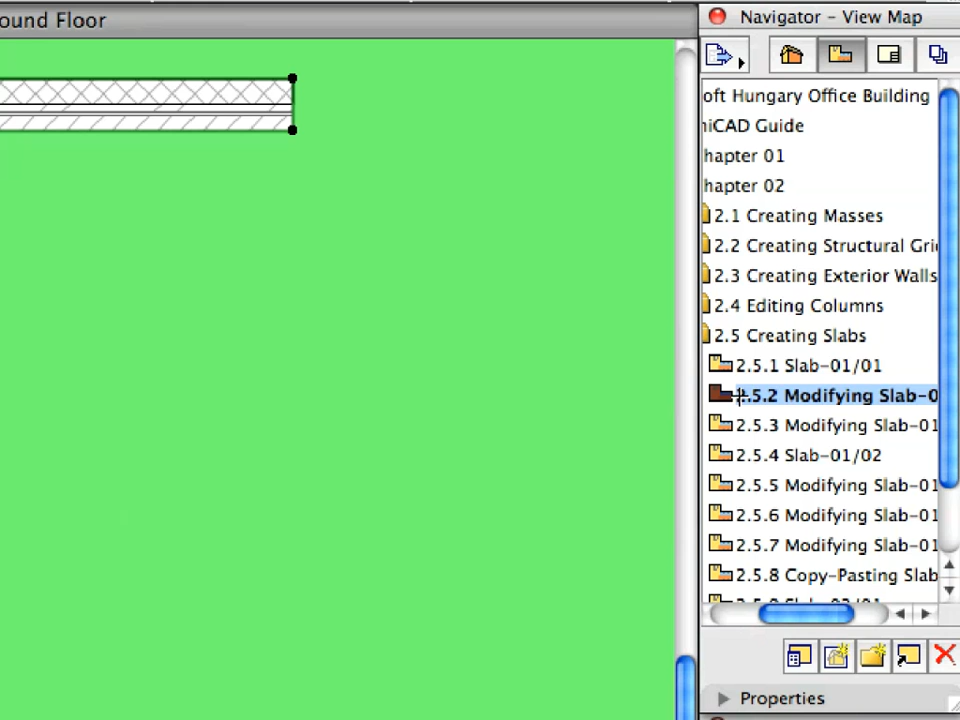 ound Floor
Navigator - View Map
oft Hungary Office Building
hiCAD Guide
hapter 01
hapter 02
2.1 Creating Masses
2.2 Creating Structural Gri
2.3 Creating Exterior Walls
2.4 Editing Columns
2.5 Creating Slabs
2.5.1 Slab-01/01
2.5.2 Modifying Slab-0
2.5.3 Modifying Slab-01
2.5.4 Slab-01/02
2.5.5 Modifying Slab-01
2.5.6 Modifying Slab-01
2.5.7 Modifying Slab-01
2.5.8 Copy-Pasting Slab
Properties